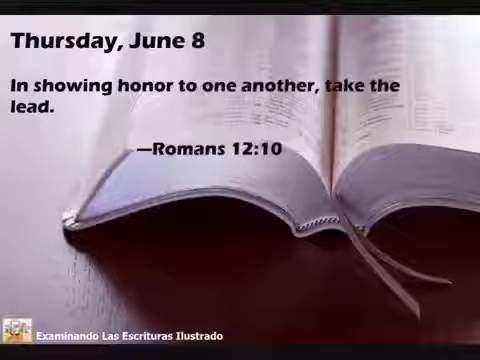 Thursday, June 8
In showing honor to one another, take the
lead.
—Romans 12:10
Examinando Las Escrituras Ilustrado